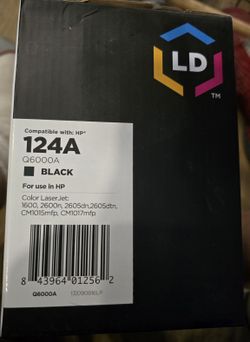 LD
TM
Compatible with: HP®
124A
Q6000A
BLACK
For use in HP
Color LaserJet:
1600, 2600n, 2605dn,2605dtn,
CM1015mfp, CM1017mfp
8 43964 01256 2
Q6000A